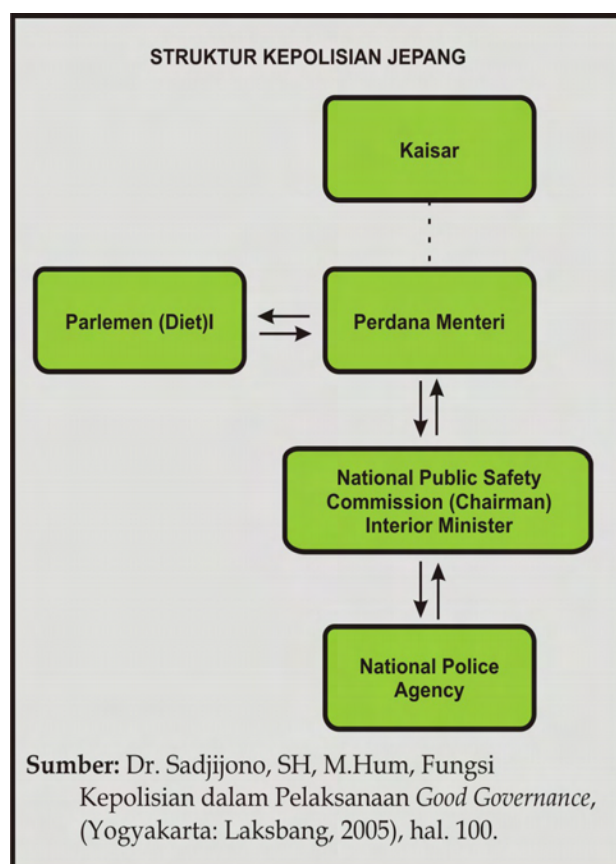 STRUKTUR KEPOLISIAN JEPANG
Kaisar
Parlemen (Diet)I
Perdana Menteri
National Public Safety
Commission (Chairman)
Interior Minister
National Police
Agency
Sumber: Dr. Sadjijono, SH, M.Hum, Fungsi
Kepolisian dalam Pelaksanaan Good Governance,
(Yogyakarta: Laksbang, 2005), hal. 100.